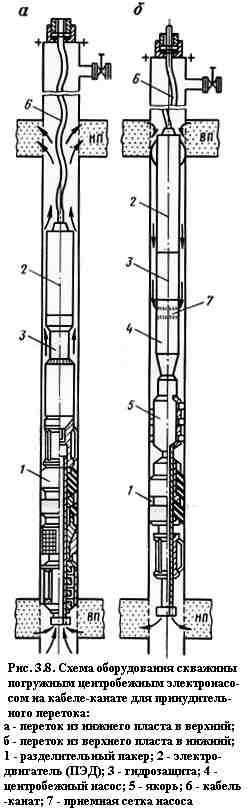 а
б
6
6
НП
ВП
2
2
3
3
7
4
5
1
1
ВП
НП
Рис. 3.8. Схема оборудования скважины
погружным центробежным электронасо-
сом на кабеле-канате для принудитель-
ного перетока:
а - переток из нижнего пласта в верхний;
б - переток из верхнего пласта в нижний;
1 - разделительный пакер; 2 - электро-
двигатель (ПЭД); 3 - гидрозащита; 4 -
центробежный насос; 5 - якорь; 6 - кабель
-канат; 7 - приемная сетка насоса